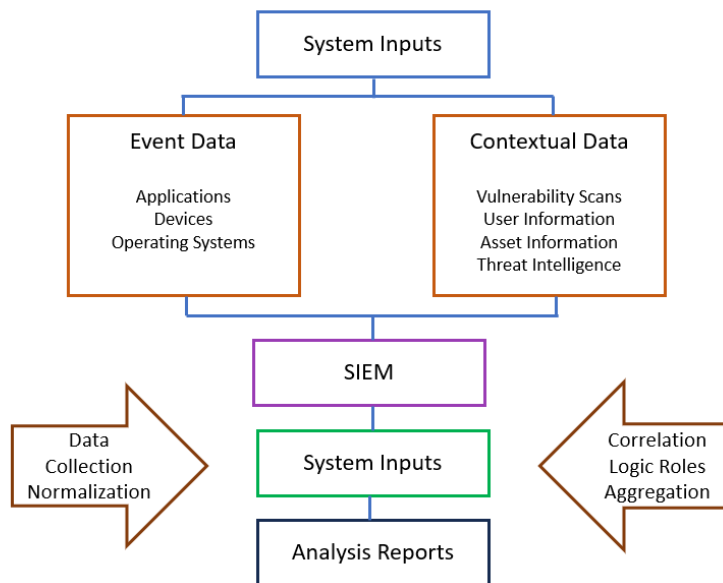 System Inputs
Event Data
Applications
Devices
Operating Systems
Contextual Data
Vulnerability Scans
User Information
Asset Information
Threat Intelligence
SIEM
Data
Collection
Normalization
System Inputs
Correlation
Logic Roles
Aggregation
Analysis Reports